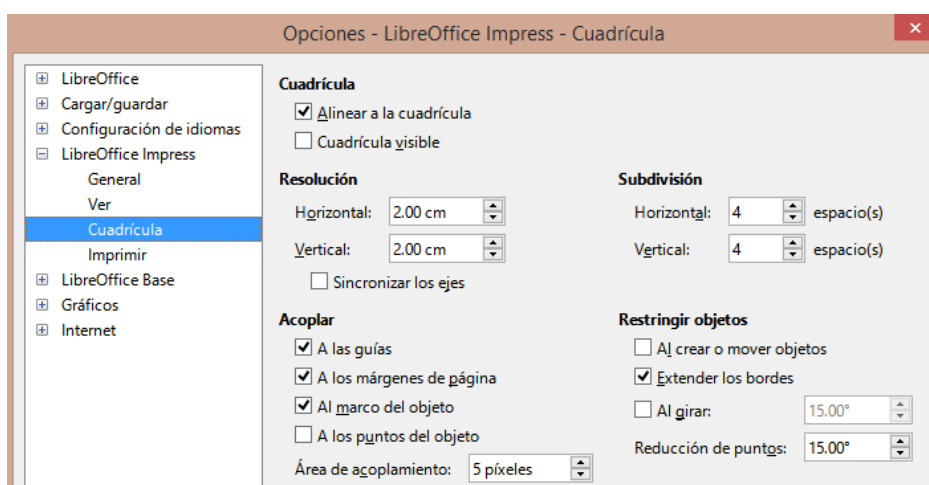 Opciones - LibreOffice Impress - Cuadrícula
LibreOffice
Cargar/guardar
Configuración de idiomas
LibreOffice Impress
General
Ver
Cuadrícula
Imprimir
LibreOffice Base
Gráficos
Internet
Cuadrícula
Alinear a la cuadrícula
Cuadrícula visible
Resolución
Horizontal: 2.00 cm
Vertical: 2.00 cm
Sincronizar los ejes
Subdivisión
Horizontal: 4 espacio(s)
Vertical: 4 espacio(s)
Acoplar
A las guías
A los márgenes de página
Al marco del objeto
A los puntos del objeto
Área de acoplamiento: 5 píxeles
Restringir objetos
Al crear o mover objetos
Extender los bordes
Al girar: 15.00°
Reducción de puntos: 15.00°